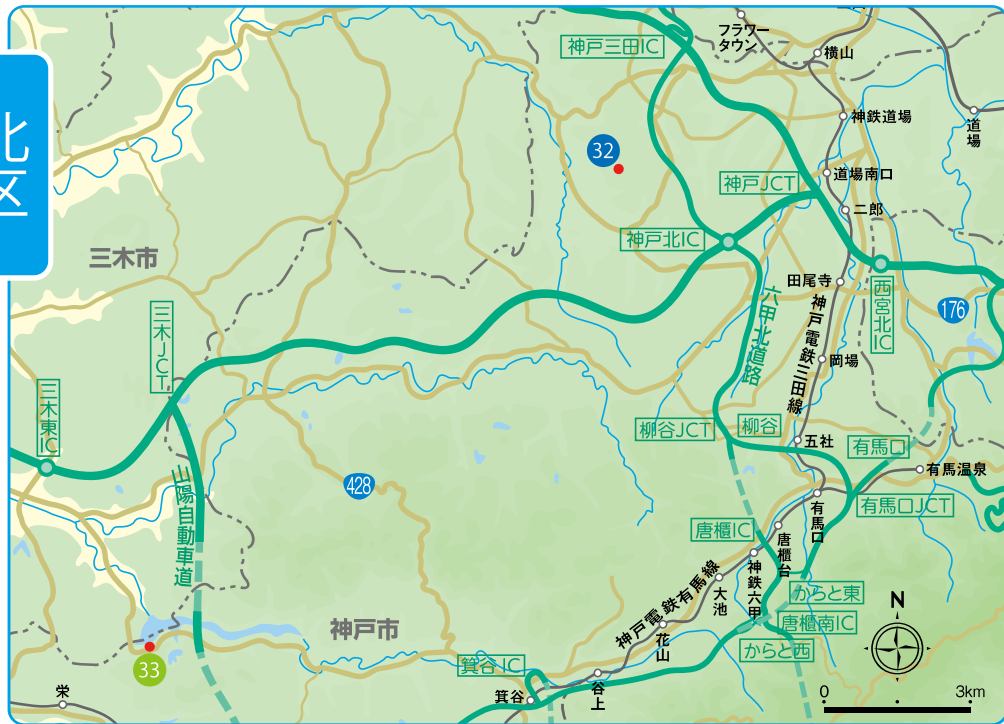 北区
フラワー
タウン
神戸三田IC
横山
神鉄道場
道場
32
神戸JCT
道場南口
二郎
神戸北IC
三木市
田尾寺
西宮北IC
176
六甲北道路
神戸電鉄三田線
三木JCT
岡場
三木東IC
柳谷JCT
柳谷
五社
有馬口
有馬温泉
428
山陽自動車道
有馬口JCT
有馬口
唐櫃IC
唐櫃台
神鉄六甲
神戸電鉄有馬線
大池
からと東
唐櫃南IC
からと西
花山
神戸市
33
箕谷IC
箕谷
谷上
栄
N
0
3km